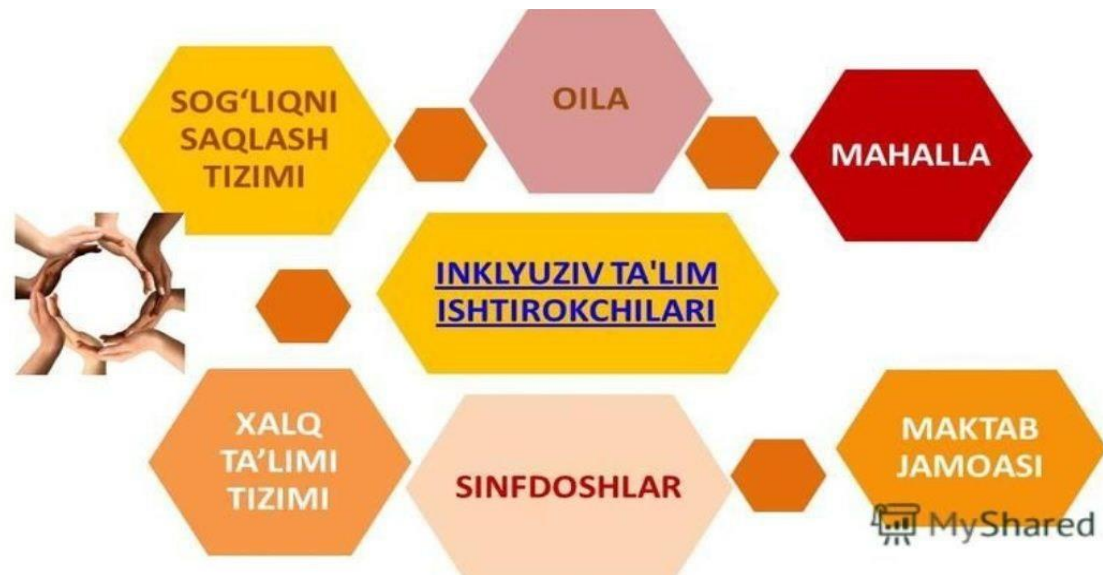 SOG‘LIQNI
SAQLASH
TIZIMI
OILA
MAHALLA
INKLYUZIV TA'LIM
ISHTIROKCHILARI
XALQ
TA’LIMI
TIZIMI
SINFDOSHLAR
MAKTAB
JAMOASI
MyShared